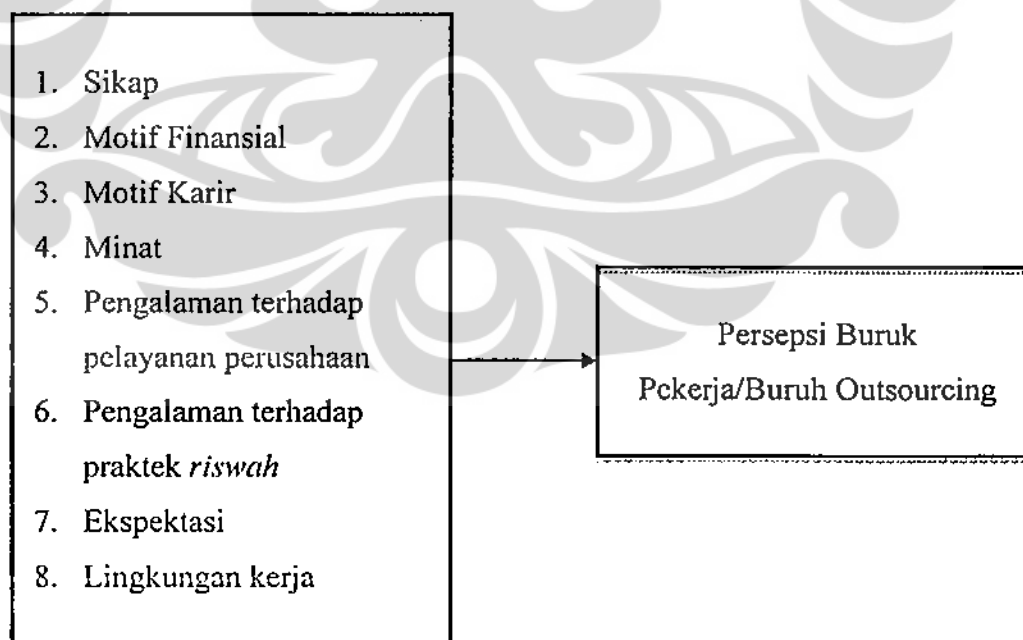 1. Sikap
2. Motif Finansial
3. Motif Karir
4. Minat
5. Pengalaman terhadap
pelayanan perusahaan
6. Pengalaman terhadap
praktek riswah
7. Ekspektasi
8. Lingkungan kerja
Persepsi Buruk
Pekerja/Buruh Outsourcing